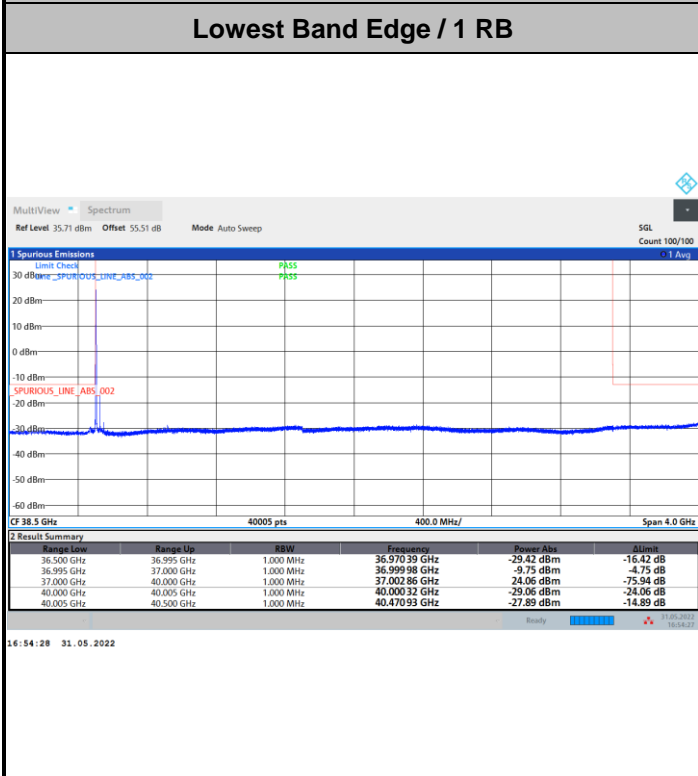 Lowest Band Edge / 1 RB
MultiView Spectrum
Ref Level 35.71 dBm Offset 55.51 dB Mode Auto Sweep SGL
Count 100/100
1 Spurious Emissions 1 Avg
Limit Check PASS
30 dBm Line _SPURIOUS_LINE_ABS_002 PASS
20 dBm
10 dBm
0 dBm
-10 dBm
_SPURIOUS_LINE_ABS_002
-20 dBm
-30 dBm
-40 dBm
-50 dBm
-60 dBm
CF 38.5 GHz 40005 pts 400.0 MHz/ Span 4.0 GHz
2 Result Summary
Range Low Range Up RBW Frequency Power Abs ΔLimit
36.500 GHz 36.995 GHz 1.000 MHz 36.970 39 GHz -29.42 dBm -16.42 dB
36.995 GHz 37.000 GHz 1.000 MHz 36.999 98 GHz -9.75 dBm -4.75 dB
37.000 GHz 40.000 GHz 1.000 MHz 37.002 86 GHz 24.06 dBm -75.94 dB
40.000 GHz 40.005 GHz 1.000 MHz 40.000 32 GHz -29.06 dBm -24.06 dB
40.005 GHz 40.500 GHz 1.000 MHz 40.470 93 GHz -27.89 dBm -14.89 dB
Ready 31.05.2022
16:54:27
16:54:28 31.05.2022